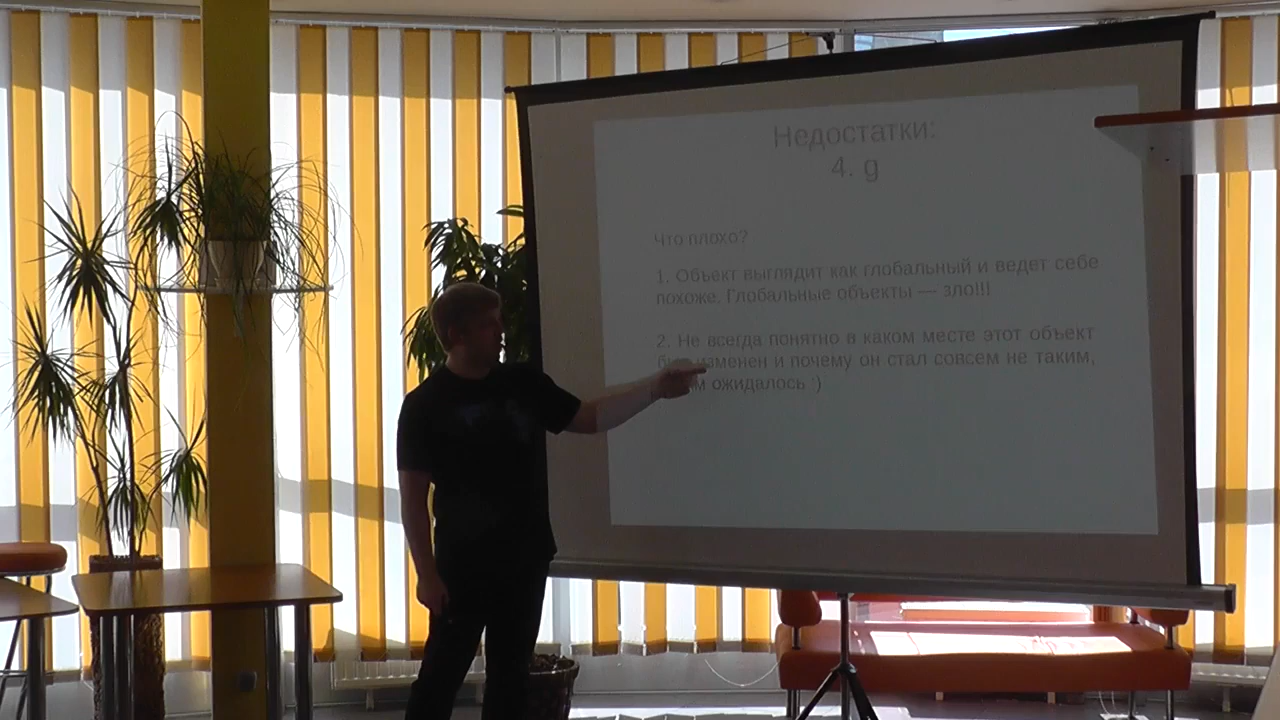 Недостатки:
4. g
Что плохо?
1. Объект выглядит как глобальный и ведет себе
похоже. Глобальные объекты — зло!!!
2. Не всегда понятно в каком месте этот объект
изменен и почему он стал совсем не таким,
ожидалось :)